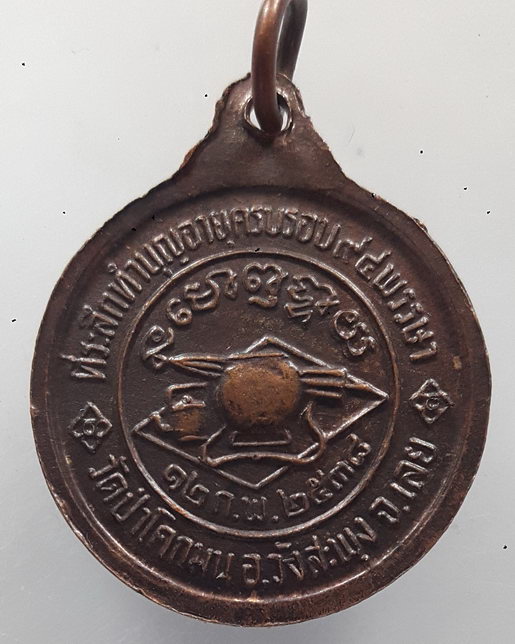 ที่ระลึกทำบุญอายุครบรอบ ๙๔ พรรษา
๑๒ ก.พ. ๒๕๓๘
วัดป่าโคกมน อ.วังสะพุง จ.เลย